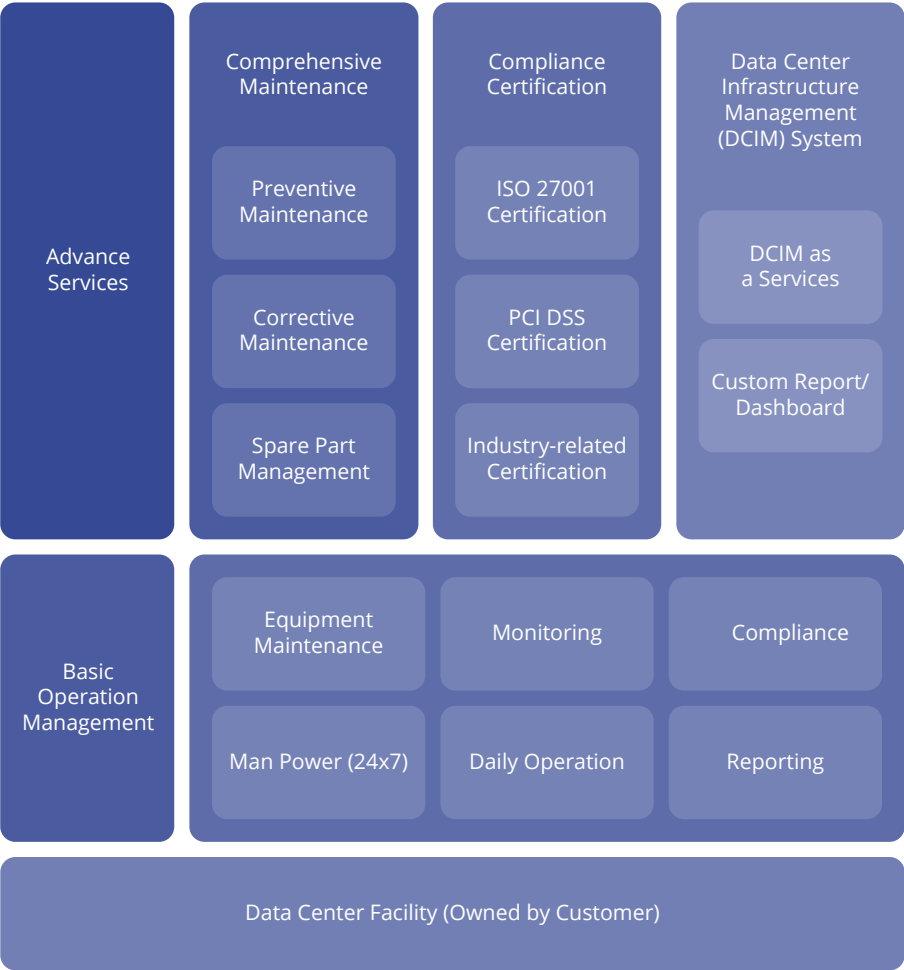 Advance
Services
Comprehensive
Maintenance
Preventive
Maintenance
Corrective
Maintenance
Spare Part
Management
Compliance
Certification
ISO 27001
Certification
PCI DSS
Certification
Industry-related
Certification
Data Center
Infrastructure
Management
(DCIM) System
DCIM as
a Services
Custom Report/
Dashboard
Basic
Operation
Management
Equipment
Maintenance
Monitoring
Compliance
Man Power (24x7)
Daily Operation
Reporting
Data Center Facility (Owned by Customer)